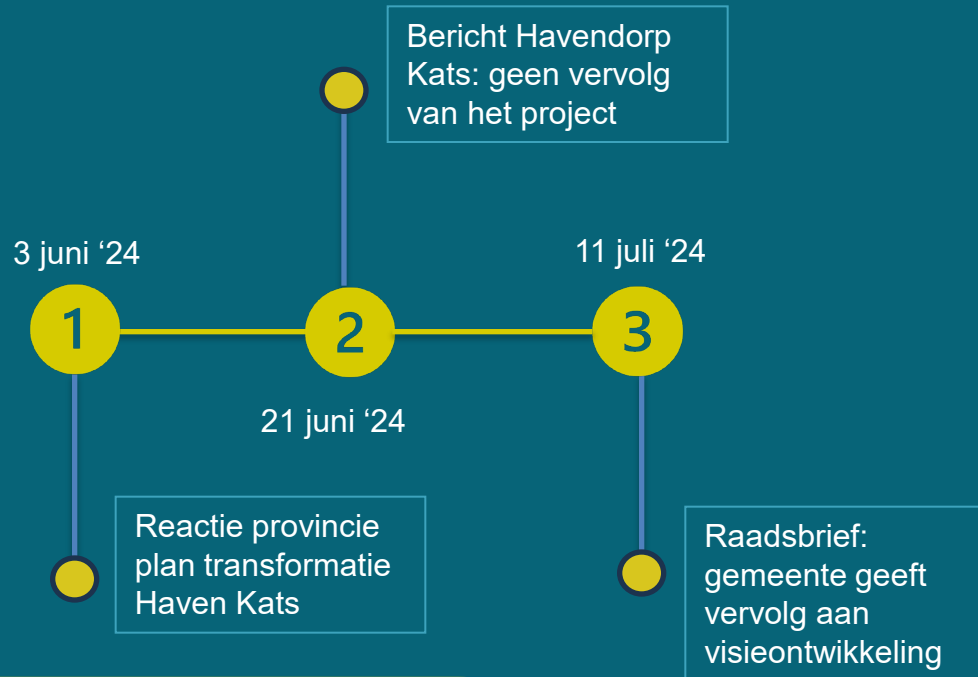 Bericht Havendorp
Kats: geen vervolg
van het project
3 juni ‘24
11 juli ‘24
1
2
3
21 juni ‘24
Reactie provincie
plan transformatie
Haven Kats
Raadsbrief:
gemeente geeft
vervolg aan
visieontwikkeling